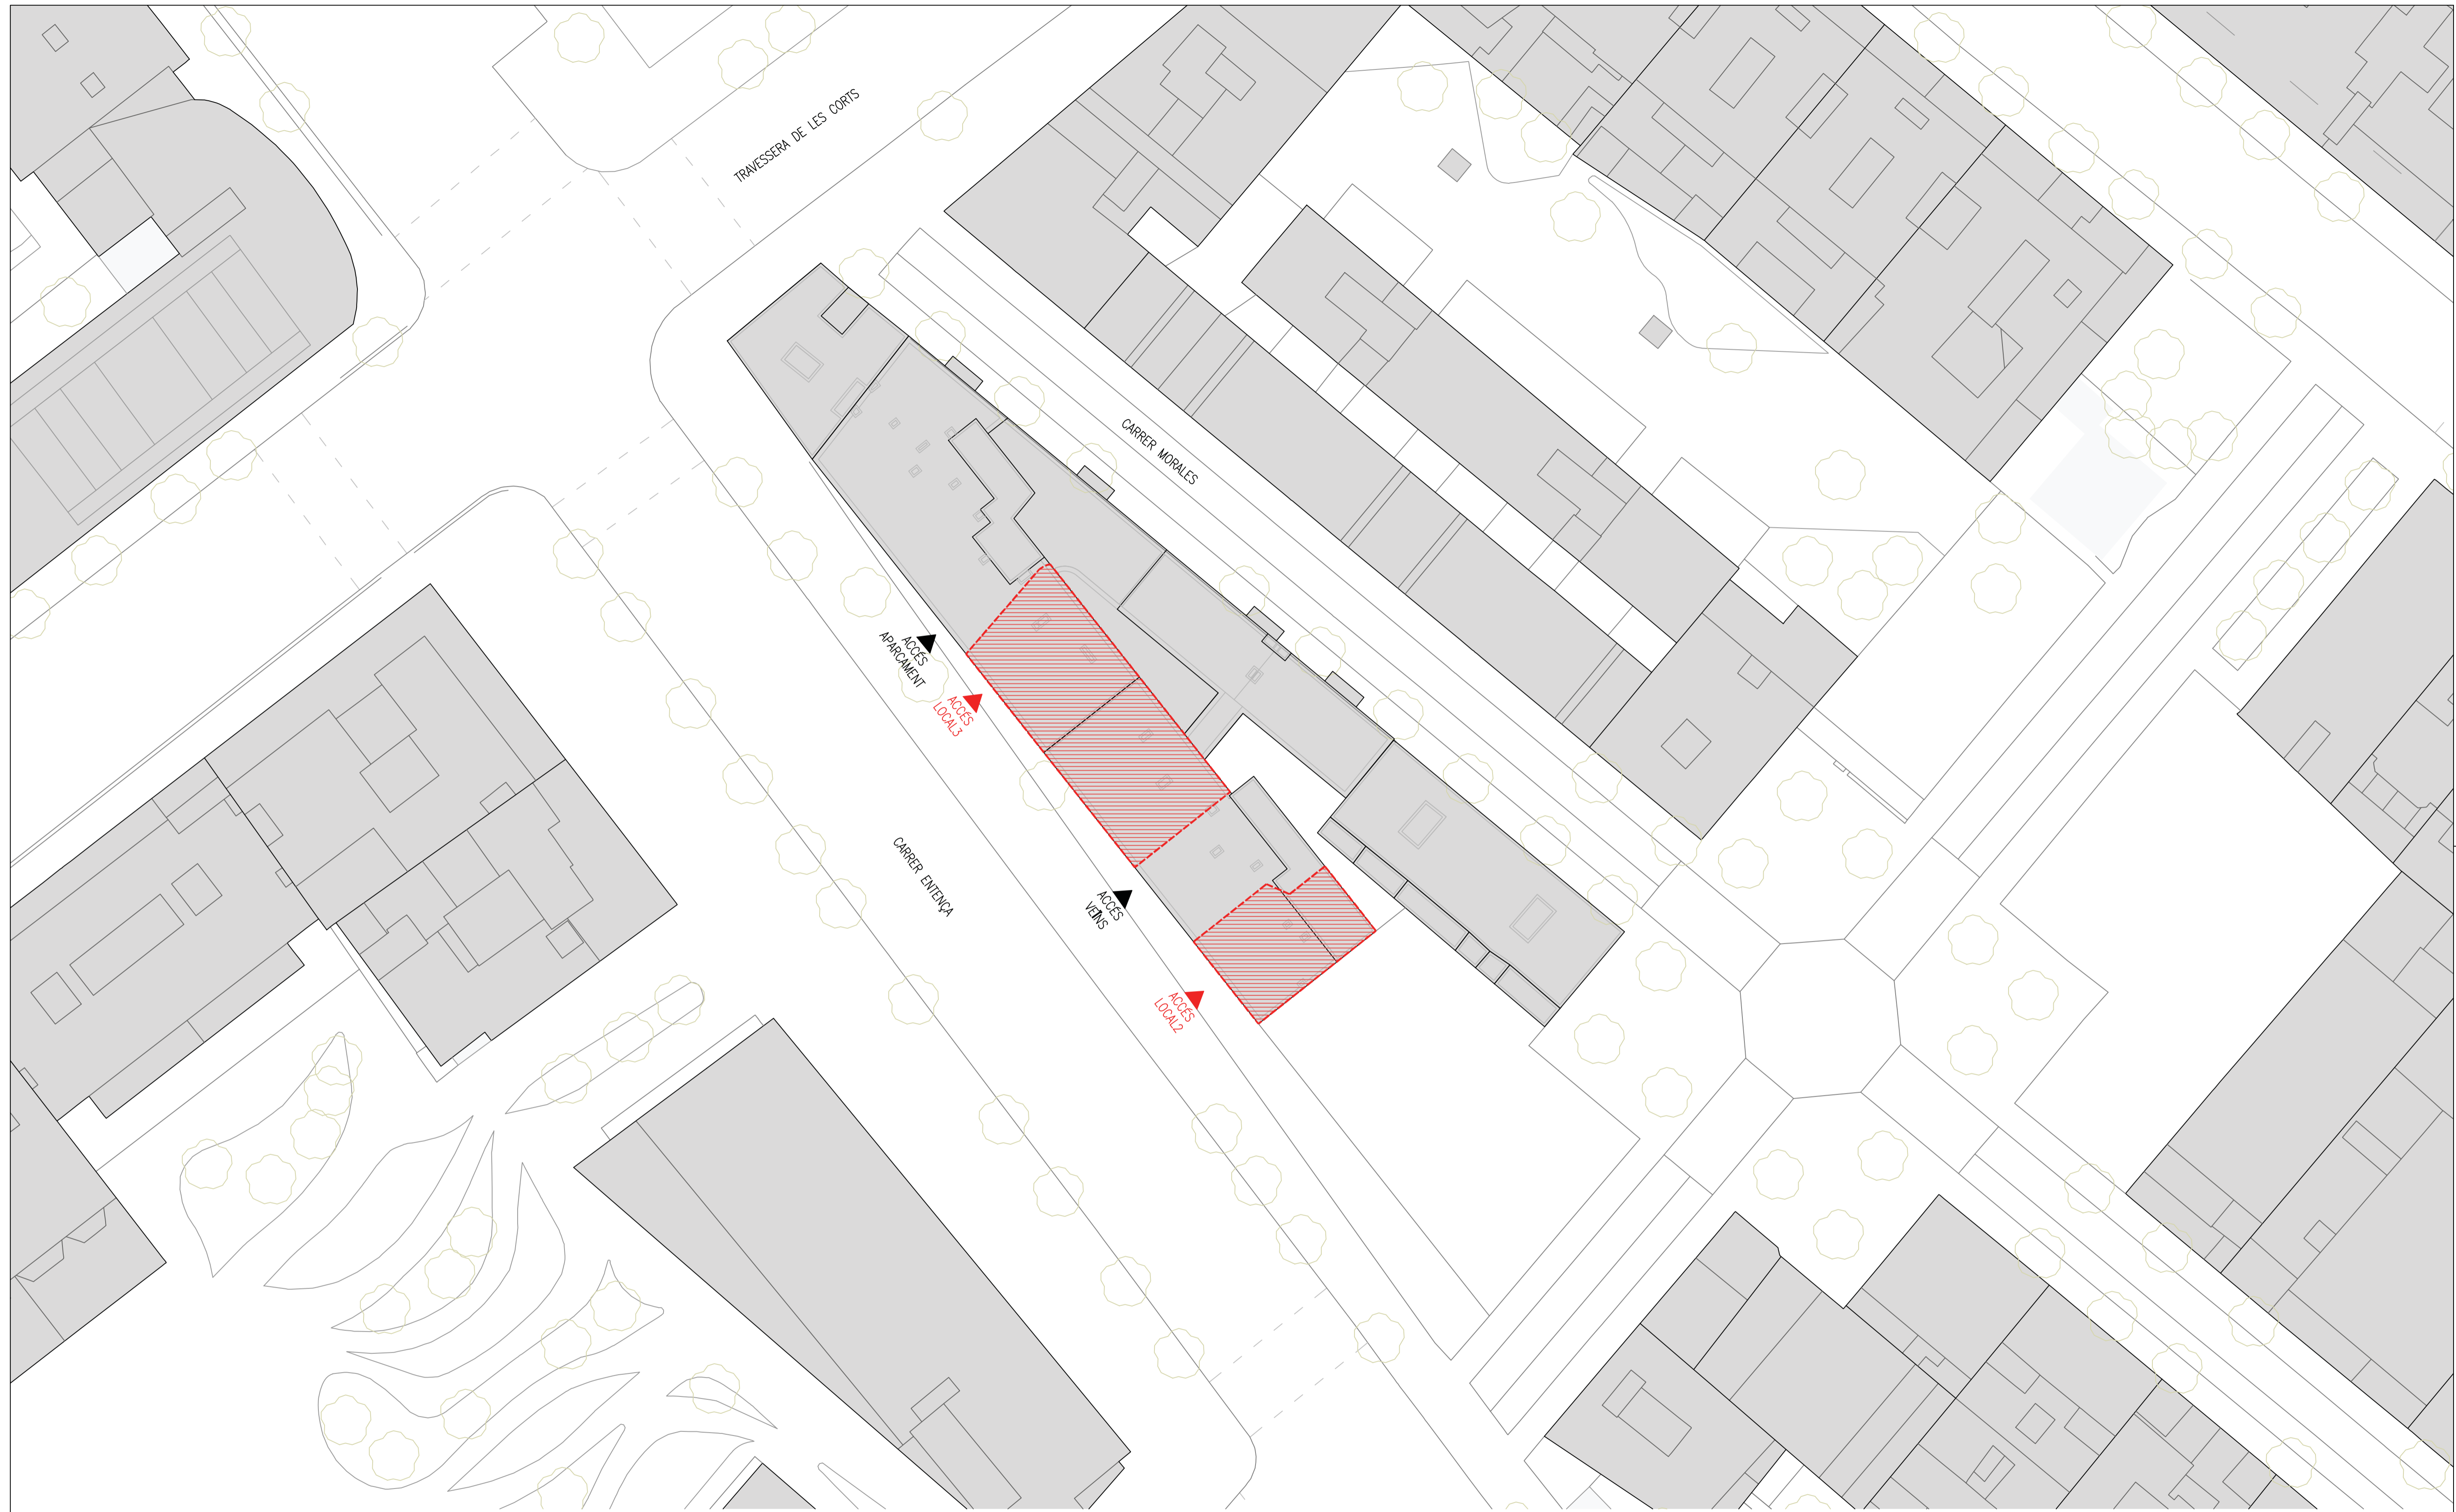 TRAVESSERA DE LES CORTS
CARRER MORALES
ACCÉS
APARCAMENT
ACCÉS
LOCAL3
CARRER ENTENÇA
ACCÉS
VEÏNS
ACCÉS
LOCAL2